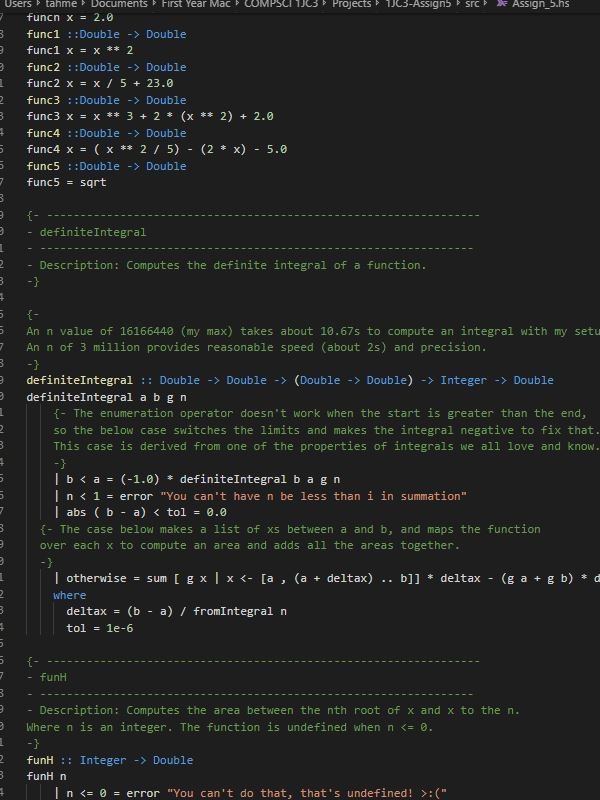 Users > tahme > Documents > First Year Mac > COMPSCI 1JC3 > Projects > 1JC3-Assign5 > src > Assign_5.hs
funcn x = 2.0
func1 ::Double -> Double
func1 x = x ** 2
func2 ::Double -> Double
func2 x = x / 5 + 23.0
func3 ::Double -> Double
func3 x = x ** 3 + 2 * (x ** 2) + 2.0
func4 ::Double -> Double
func4 x = ( x ** 2 / 5) - (2 * x) - 5.0
func5 ::Double -> Double
func5 = sqrt
{- -----------------------------------------------------------------
- definiteIntegral
- -----------------------------------------------------------------
- Description: Computes the definite integral of a function.
-}
{-
An n value of 16166440 (my max) takes about 10.67s to compute an integral with my setu
An n of 3 million provides reasonable speed (about 2s) and precision.
-}
definiteIntegral :: Double -> Double -> (Double -> Double) -> Integer -> Double
definiteIntegral a b g n
{- The enumeration operator doesn't work when the start is greater than the end,
so the below case switches the limits and makes the integral negative to fix that.
This case is derived from one of the properties of integrals we all love and know.
-}
| b < a = (-1.0) * definiteIntegral b a g n
| n < 1 = error "You can't have n be less than i in summation"
| abs ( b - a) < tol = 0.0
{- The case below makes a list of xs between a and b, and maps the function
over each x to compute an area and adds all the areas together.
-}
| otherwise = sum [ g x | x <- [a , (a + deltax) .. b]] * deltax - (g a + g b) * d
where
deltax = (b - a) / fromIntegral n
tol = 1e-6
{- -----------------------------------------------------------------
- funH
- -----------------------------------------------------------------
- Description: Computes the area between the nth root of x and x to the n.
Where n is an integer. The function is undefined when n <= 0.
-}
funH :: Integer -> Double
funH n
| n <= 0 = error "You can't do that, that's undefined! >:("